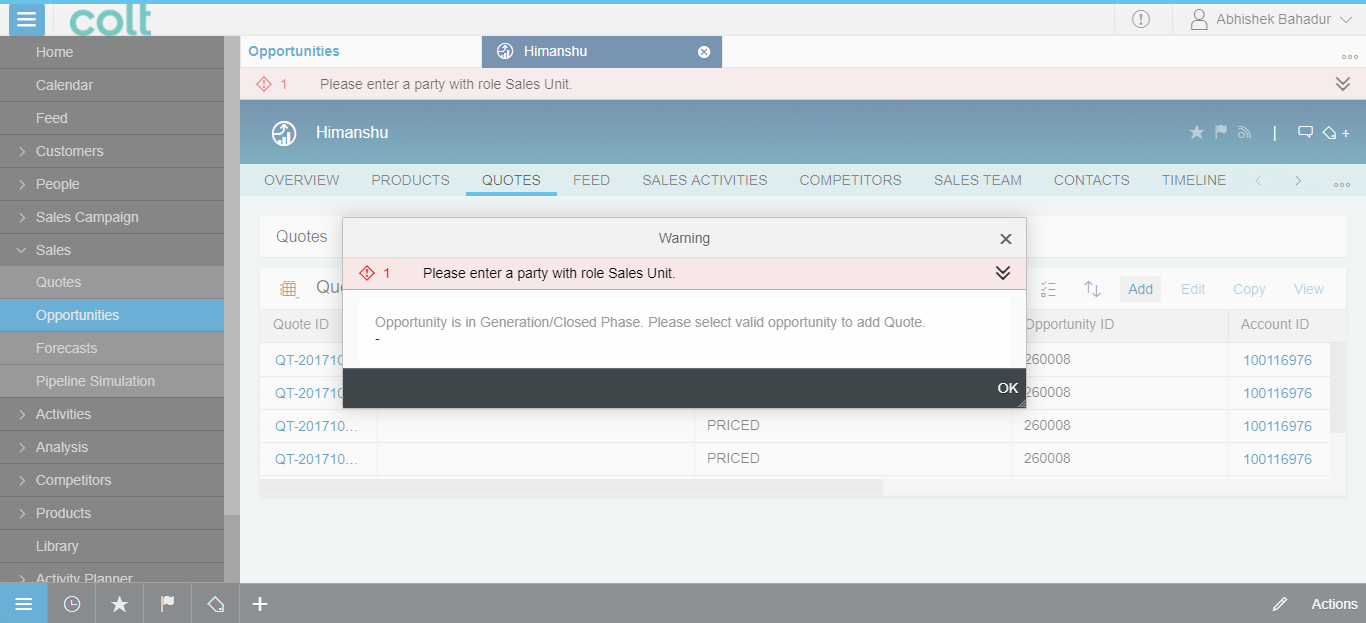 colt
Abhishek Bahadur
Home
Calendar
Feed
Customers
People
Sales Campaign
Sales
Quotes
Opportunities
Forecasts
Pipeline Simulation
Activities
Analysis
Competitors
Products
Library
Activity Planner
Opportunities
Himanshu
1 Please enter a party with role Sales Unit.
Himanshu
OVERVIEW PRODUCTS QUOTES FEED SALES ACTIVITIES COMPETITORS SALES TEAM CONTACTS TIMELINE
Quotes
Warning
1 Please enter a party with role Sales Unit.
Opportunity is in Generation/Closed Phase. Please select valid opportunity to add Quote.
-
OK
Add Edit Copy View
Quote ID Opportunity ID Account ID
QT-201710 260008 100116976
QT-201710 260008 100116976
QT-201710... PRICED 260008 100116976
QT-201710... PRICED 260008 100116976
Actions